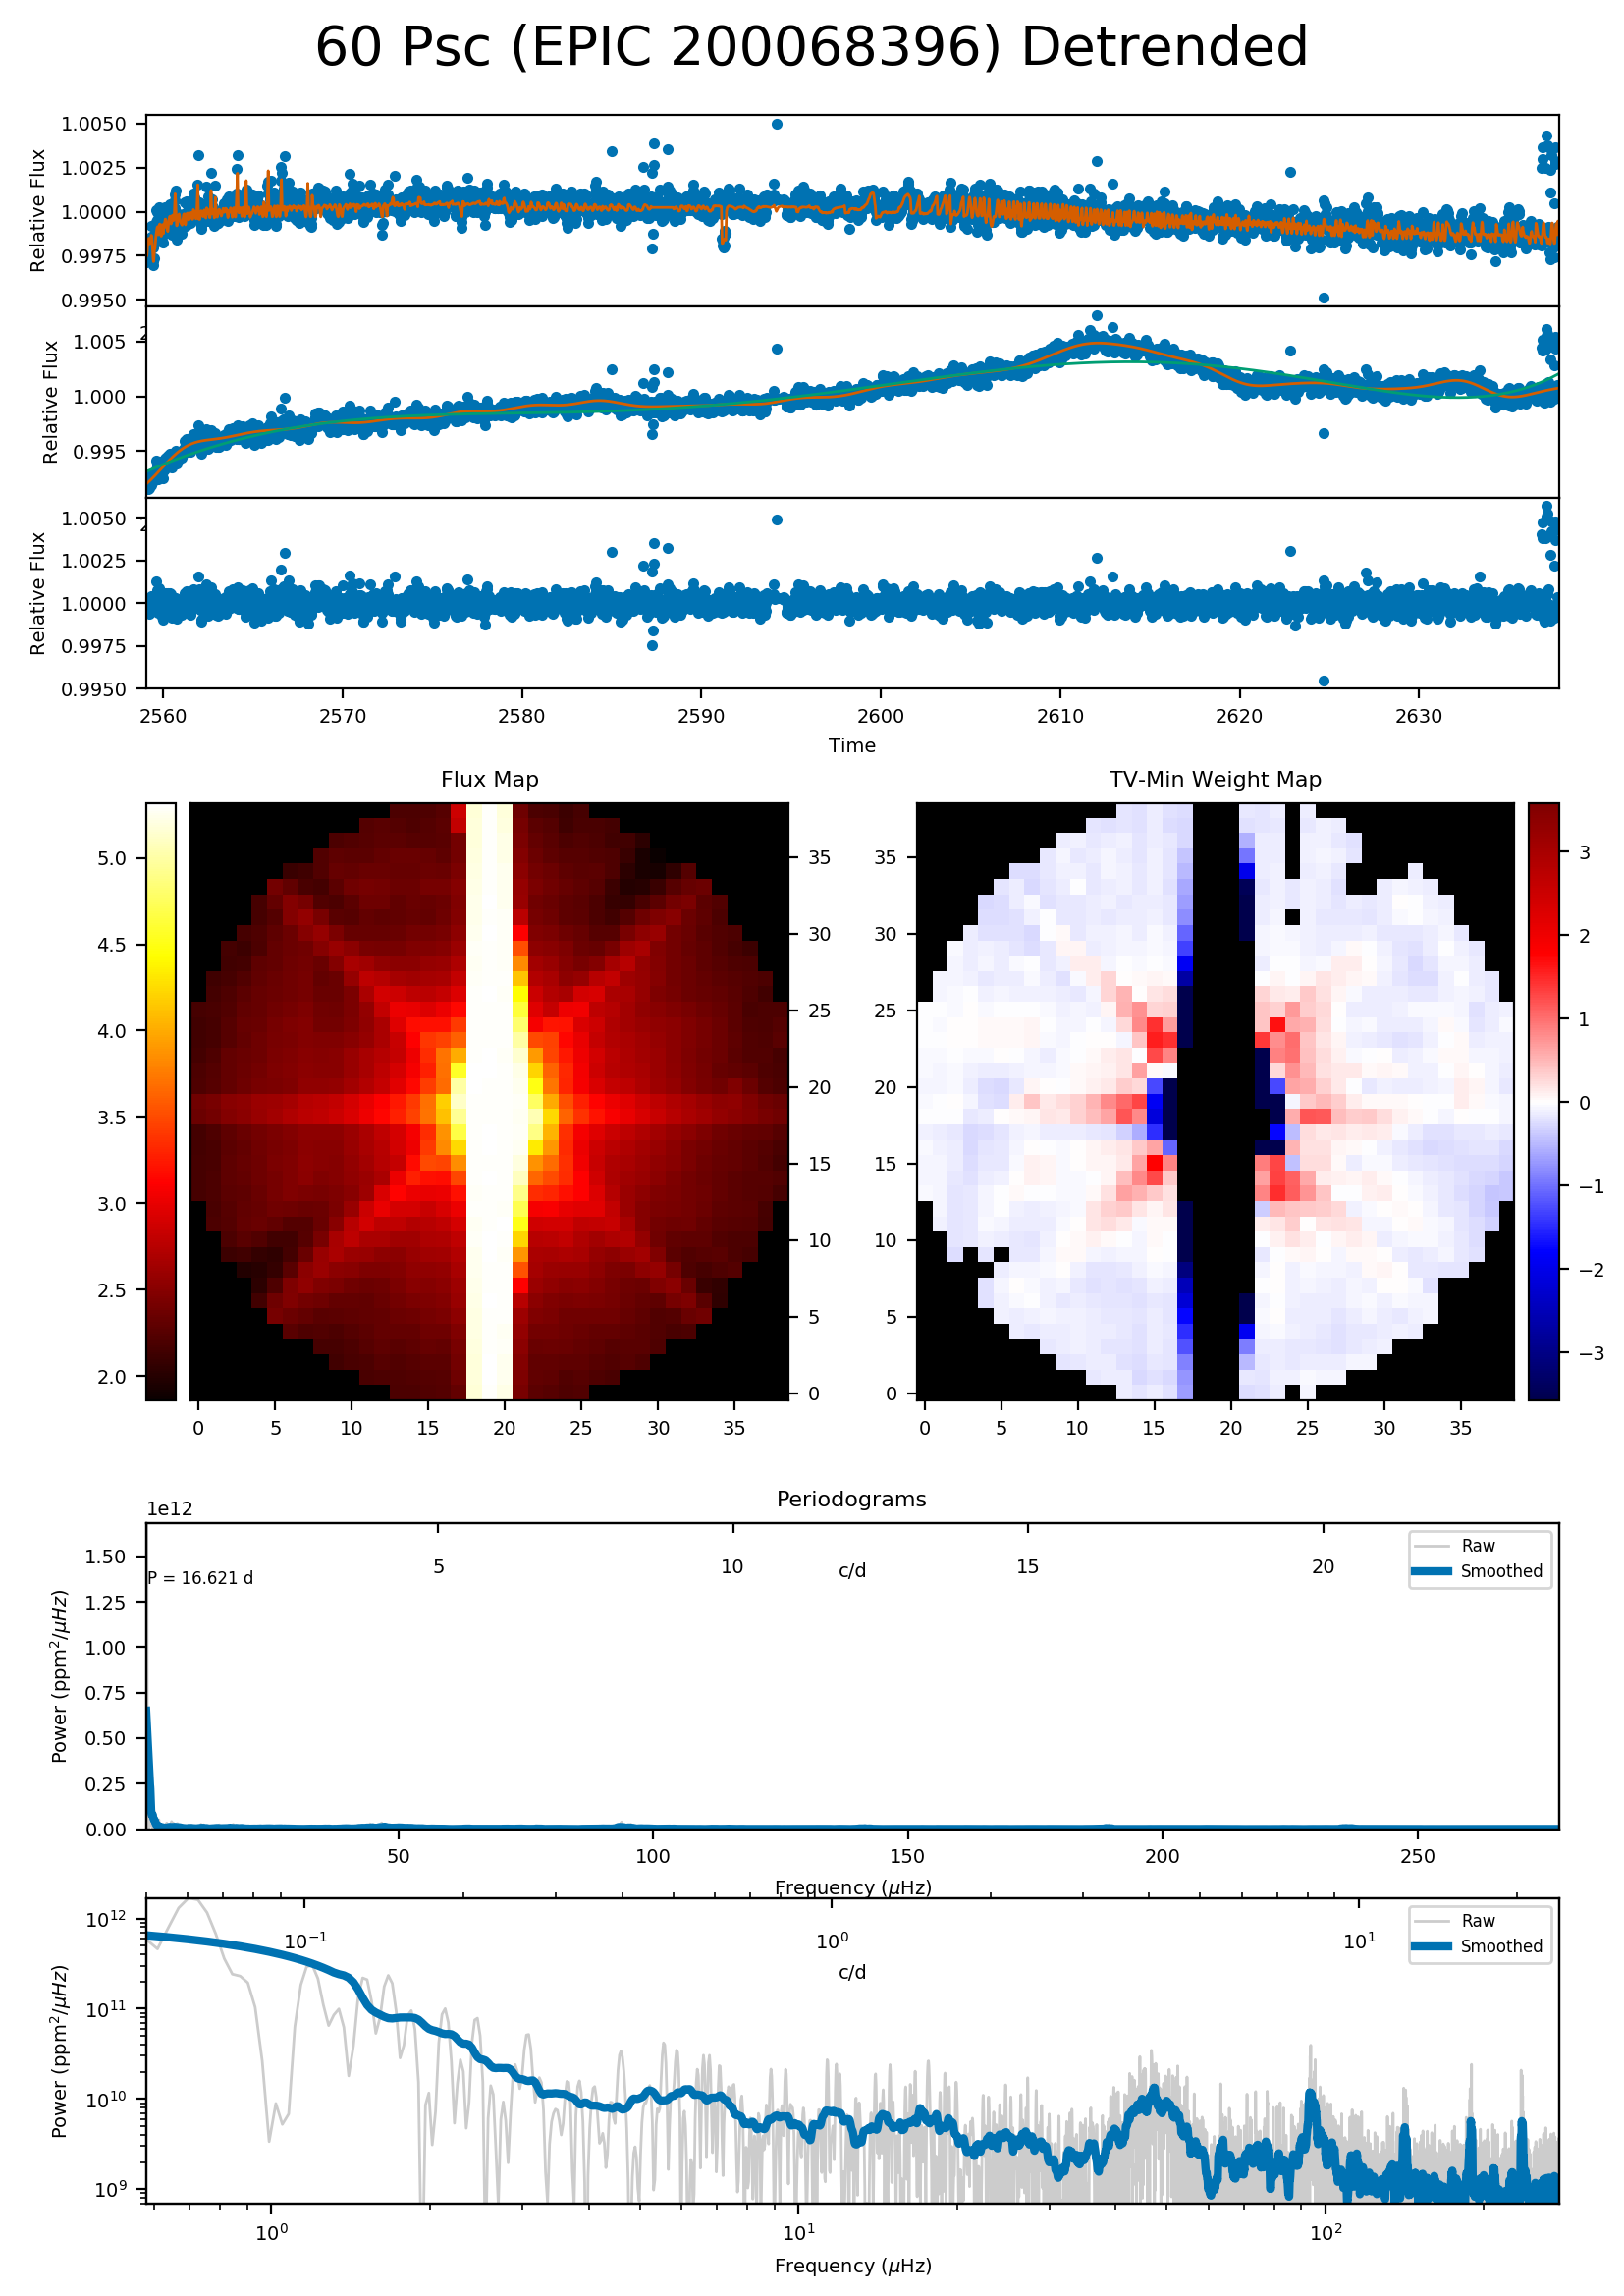 60 Psc (EPIC 200068396) Detrended
1.0050
1.0025
1.0000
0.9975
0.9950
Relative Flux
1.005
1.000
0.995
Relative Flux
1.0050
1.0025
1.0000
0.9975
0.9950
Relative Flux
2560 2570 2580 2590 2600 2610 2620 2630
Time
Flux Map
5.0
4.5
4.0
3.5
3.0
2.5
2.0
35
30
25
20
15
10
5
0
0 5 10 15 20 25 30 35
TV-Min Weight Map
35
30
25
20
15
10
5
0
0 5 10 15 20 25 30 35
3
2
1
0
−1
−2
−3
Periodograms
1e12
1.50
1.25
1.00
0.75
0.50
0.25
0.00
Power (ppm²/μHz)
P = 16.621 d
5 10 15 20
c/d
Raw
Smoothed
50 100 150 200 250
Frequency (μHz)
10¹²
10¹¹
10¹⁰
10⁹
Power (ppm²/μHz)
10⁻¹ 10⁰ 10¹
c/d
Raw
Smoothed
10⁰ 10¹ 10²
Frequency (μHz)